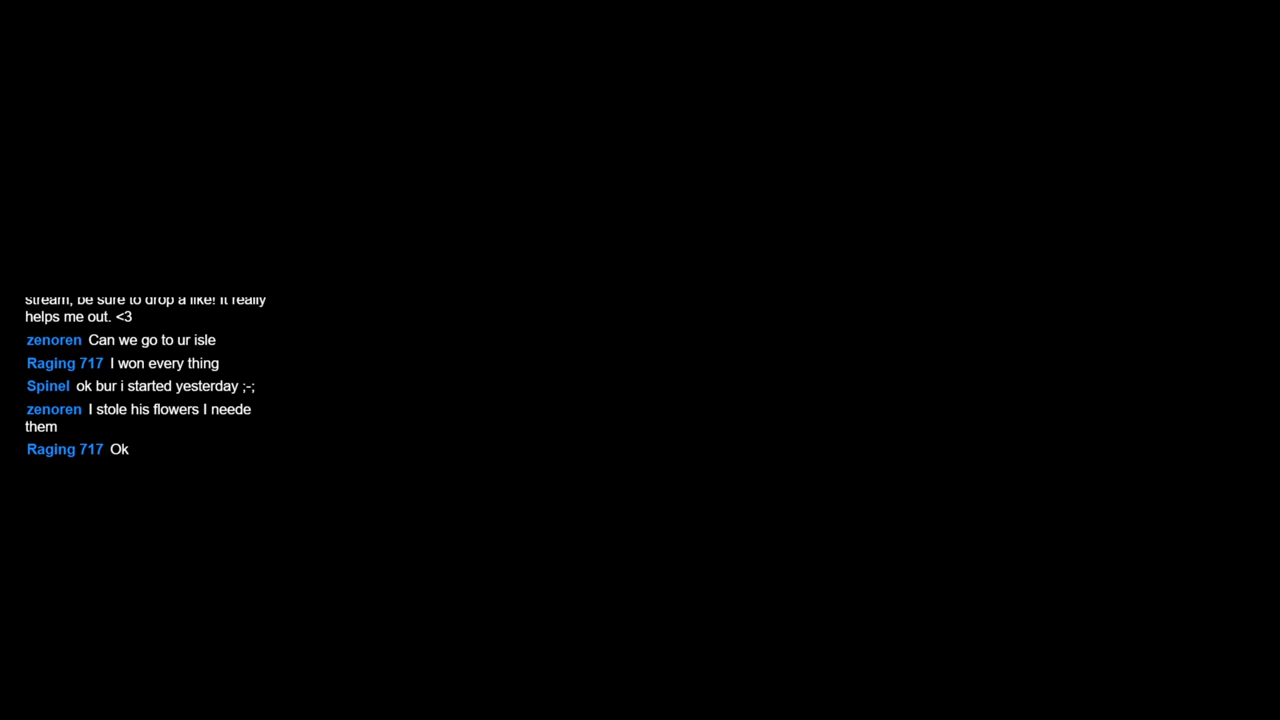 stream, be sure to drop a like! It really
helps me out. <3
zenoren Can we go to ur isle
Raging 717 I won every thing
Spinel ok bur i started yesterday ;-;
zenoren I stole his flowers I neede
them
Raging 717 Ok